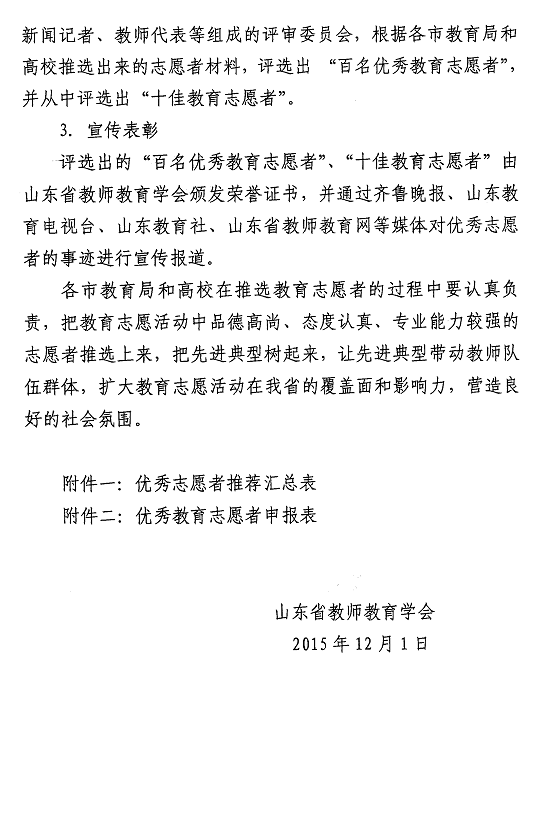 新闻记者、教师代表等组成的评审委员会，根据各市教育局和
高校推选出来的志愿者材料，评选出 “百名优秀教育志愿者”，
并从中评选出 “十佳教育志愿者”。
3. 宣传表彰
评选出的 “百名优秀教育志愿者”、“十佳教育志愿者” 由
山东省教师教育学会颁发荣誉证书，并通过齐鲁晚报、山东教
育电视台、山东教育社、山东省教师教育网等媒体对优秀志愿
者的事迹进行宣传报道。
各市教育局和高校在推选教育志愿者的过程中要认真负
责，把教育志愿活动中品德高尚、态度认真、专业能力较强的
志愿者推选上来，把先进典型树起来，让先进典型带动教师队
伍群体，扩大教育志愿活动在我省的覆盖面和影响力，营造良
好的社会氛围。
附件一：优秀志愿者推荐汇总表
附件二：优秀教育志愿者申报表
山东省教师教育学会
2015 年 12 月 1 日